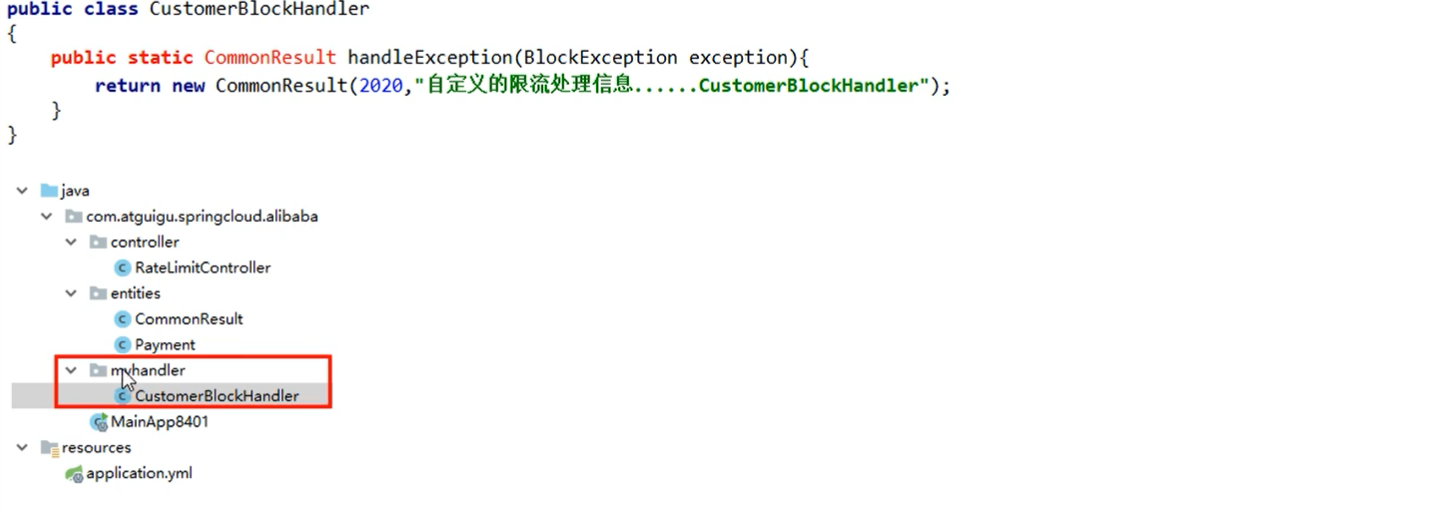 public class CustomerBlockHandler
{
public static CommonResult handleException(BlockException exception){
return new CommonResult(2020,"自定义的限流处理信息......CustomerBlockHandler");
}
}
java
com.atguigu.springcloud.alibaba
controller
RateLimitController
entities
CommonResult
Payment
myhandler
CustomerBlockHandler
MainApp8401
resources
application.yml